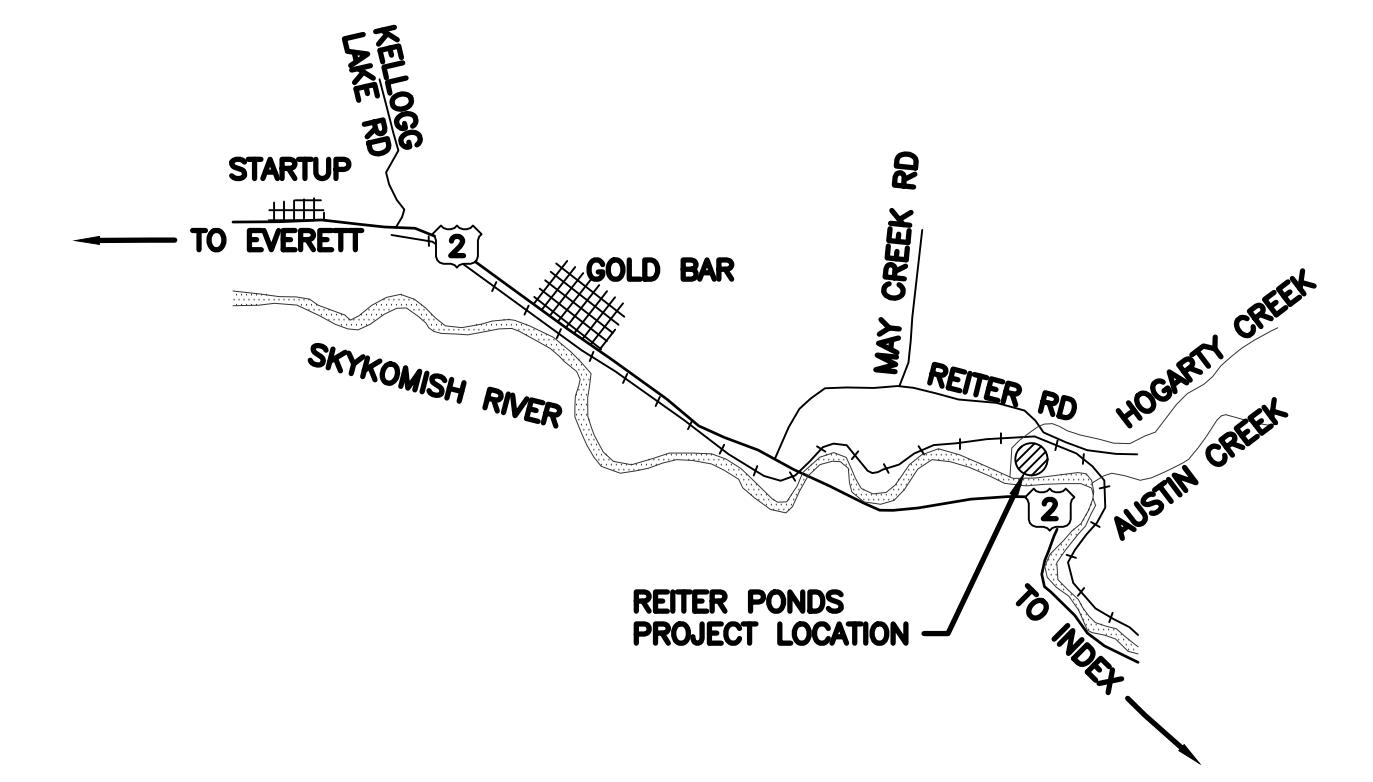 KELLOGG
LAKE RD
STARTUP
TO EVERETT
2
GOLD BAR
MAY CREEK RD
SKYKOMISH RIVER
REITER RD
HOGARTY CREEK
AUSTIN CREEK
2
REITER PONDS
PROJECT LOCATION
TO INDEX